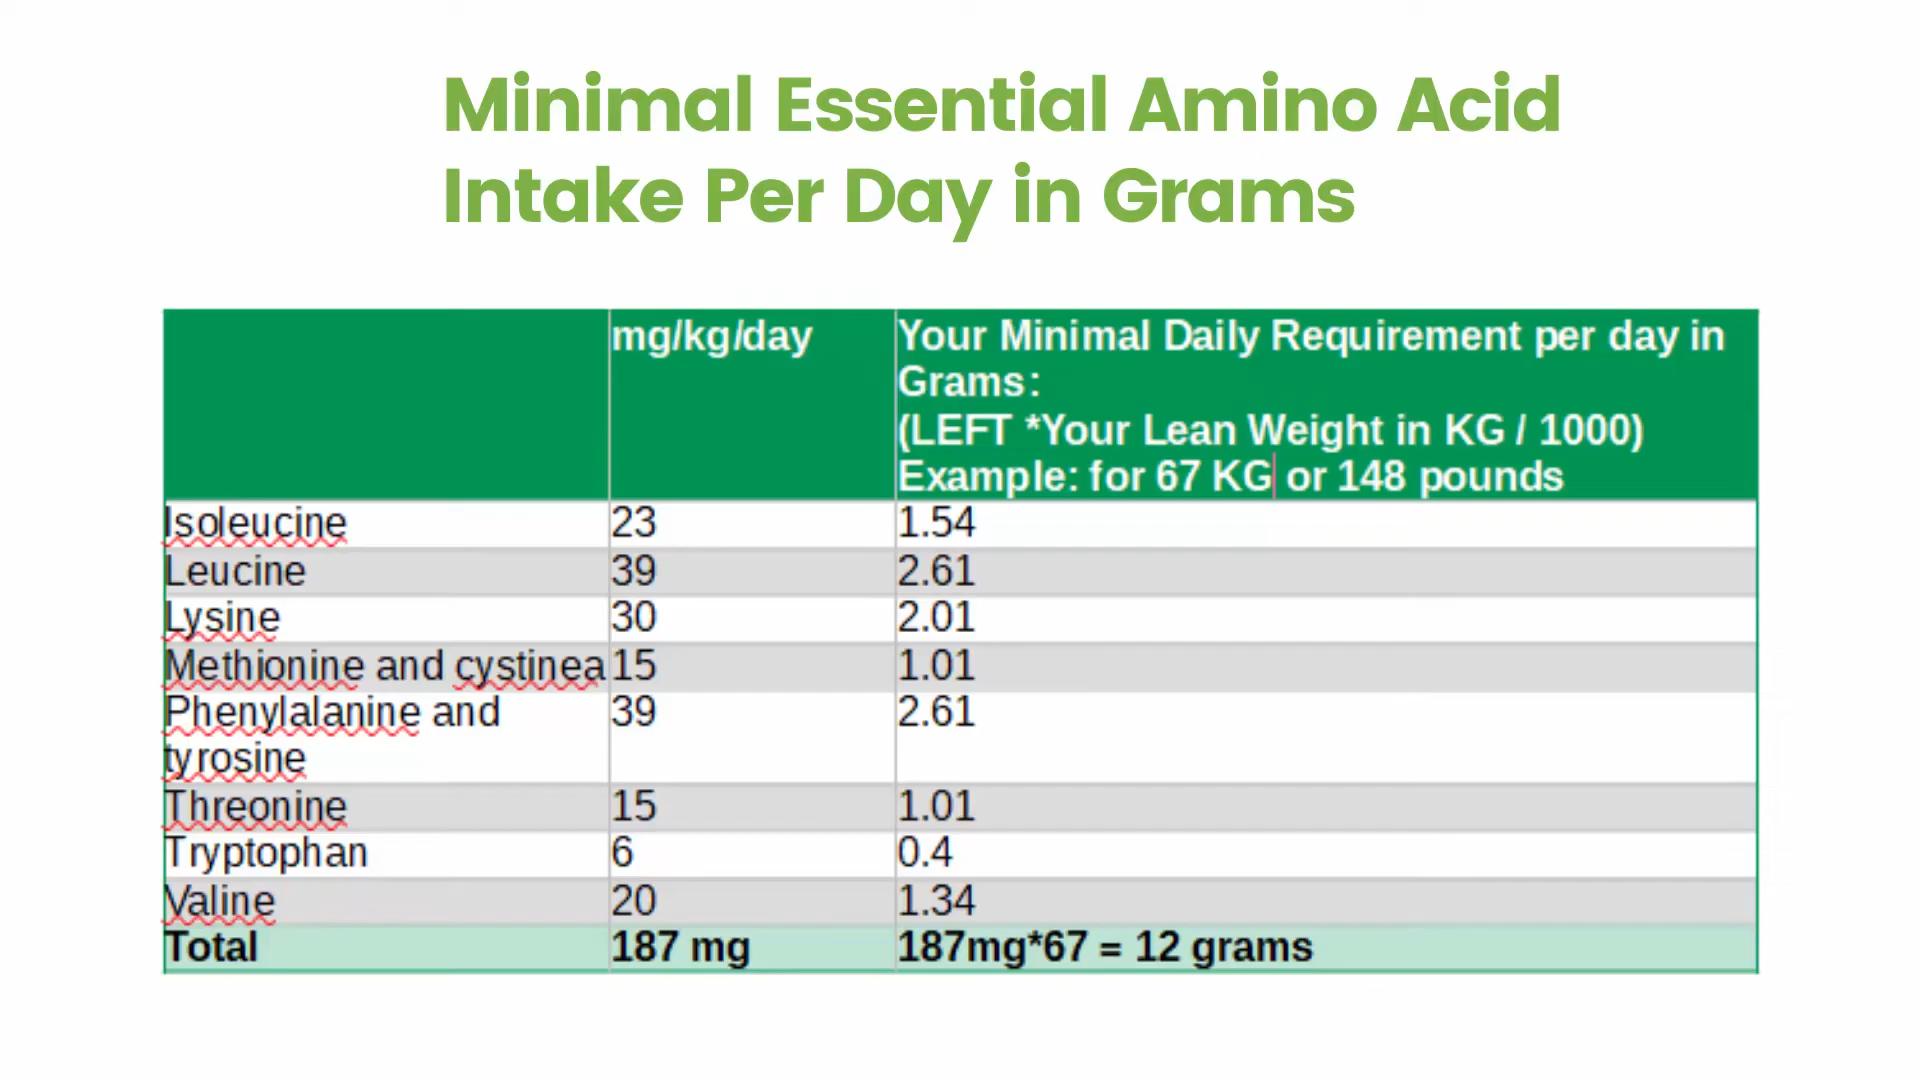 Minimal Essential Amino Acid
Intake Per Day in Grams
mg/kg/day
Your Minimal Daily Requirement per day in
Grams:
(LEFT *Your Lean Weight in KG / 1000)
Example: for 67 KG or 148 pounds
Isoleucine 23 1.54
Leucine 39 2.61
Lysine 30 2.01
Methionine and cystinea 15 1.01
Phenylalanine and 39 2.61
tyrosine
Threonine 15 1.01
Tryptophan 6 0.4
Valine 20 1.34
Total 187 mg 187mg*67 = 12 grams